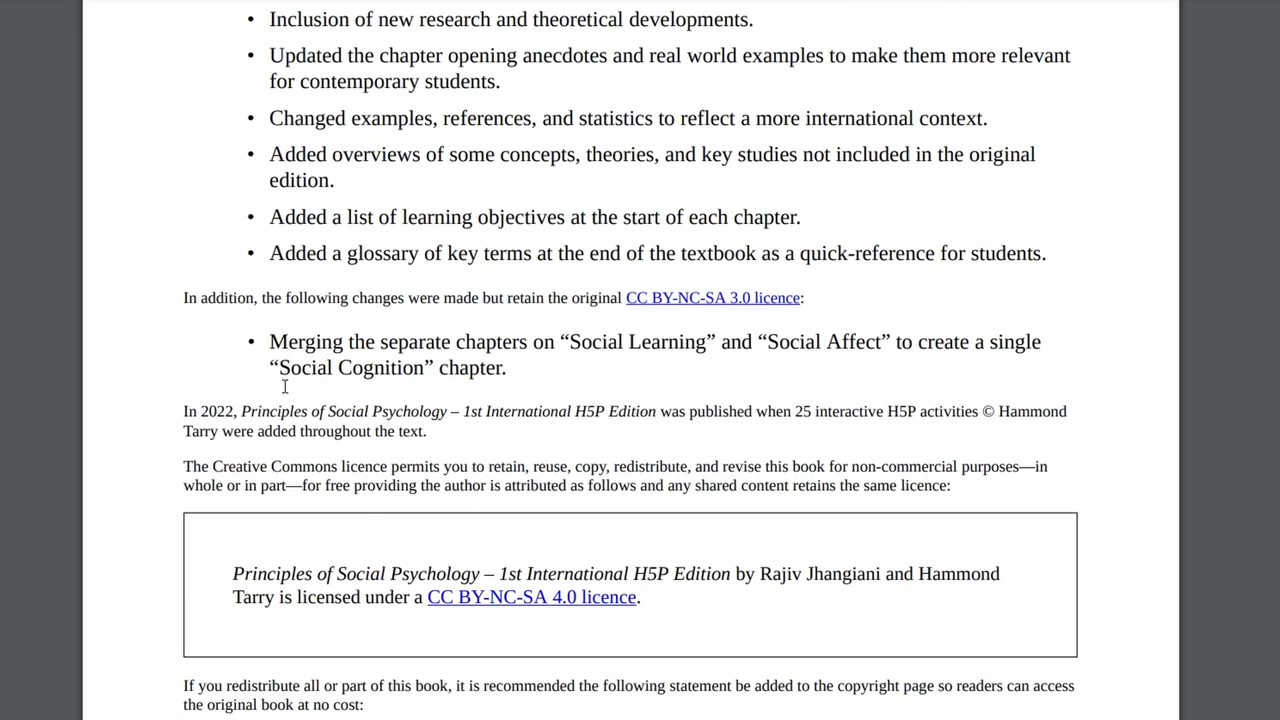 • Inclusion of new research and theoretical developments.
• Updated the chapter opening anecdotes and real world examples to make them more relevant
for contemporary students.
• Changed examples, references, and statistics to reflect a more international context.
• Added overviews of some concepts, theories, and key studies not included in the original
edition.
• Added a list of learning objectives at the start of each chapter.
• Added a glossary of key terms at the end of the textbook as a quick-reference for students.
In addition, the following changes were made but retain the original CC BY-NC-SA 3.0 licence:
• Merging the separate chapters on “Social Learning” and “Social Affect” to create a single
“Social Cognition” chapter.
In 2022, Principles of Social Psychology – 1st International H5P Edition was published when 25 interactive H5P activities © Hammond
Tarry were added throughout the text.
The Creative Commons licence permits you to retain, reuse, copy, redistribute, and revise this book for non-commercial purposes—in
whole or in part—for free providing the author is attributed as follows and any shared content retains the same licence:
Principles of Social Psychology – 1st International H5P Edition by Rajiv Jhangiani and Hammond
Tarry is licensed under a CC BY-NC-SA 4.0 licence.
If you redistribute all or part of this book, it is recommended the following statement be added to the copyright page so readers can access
the original book at no cost: